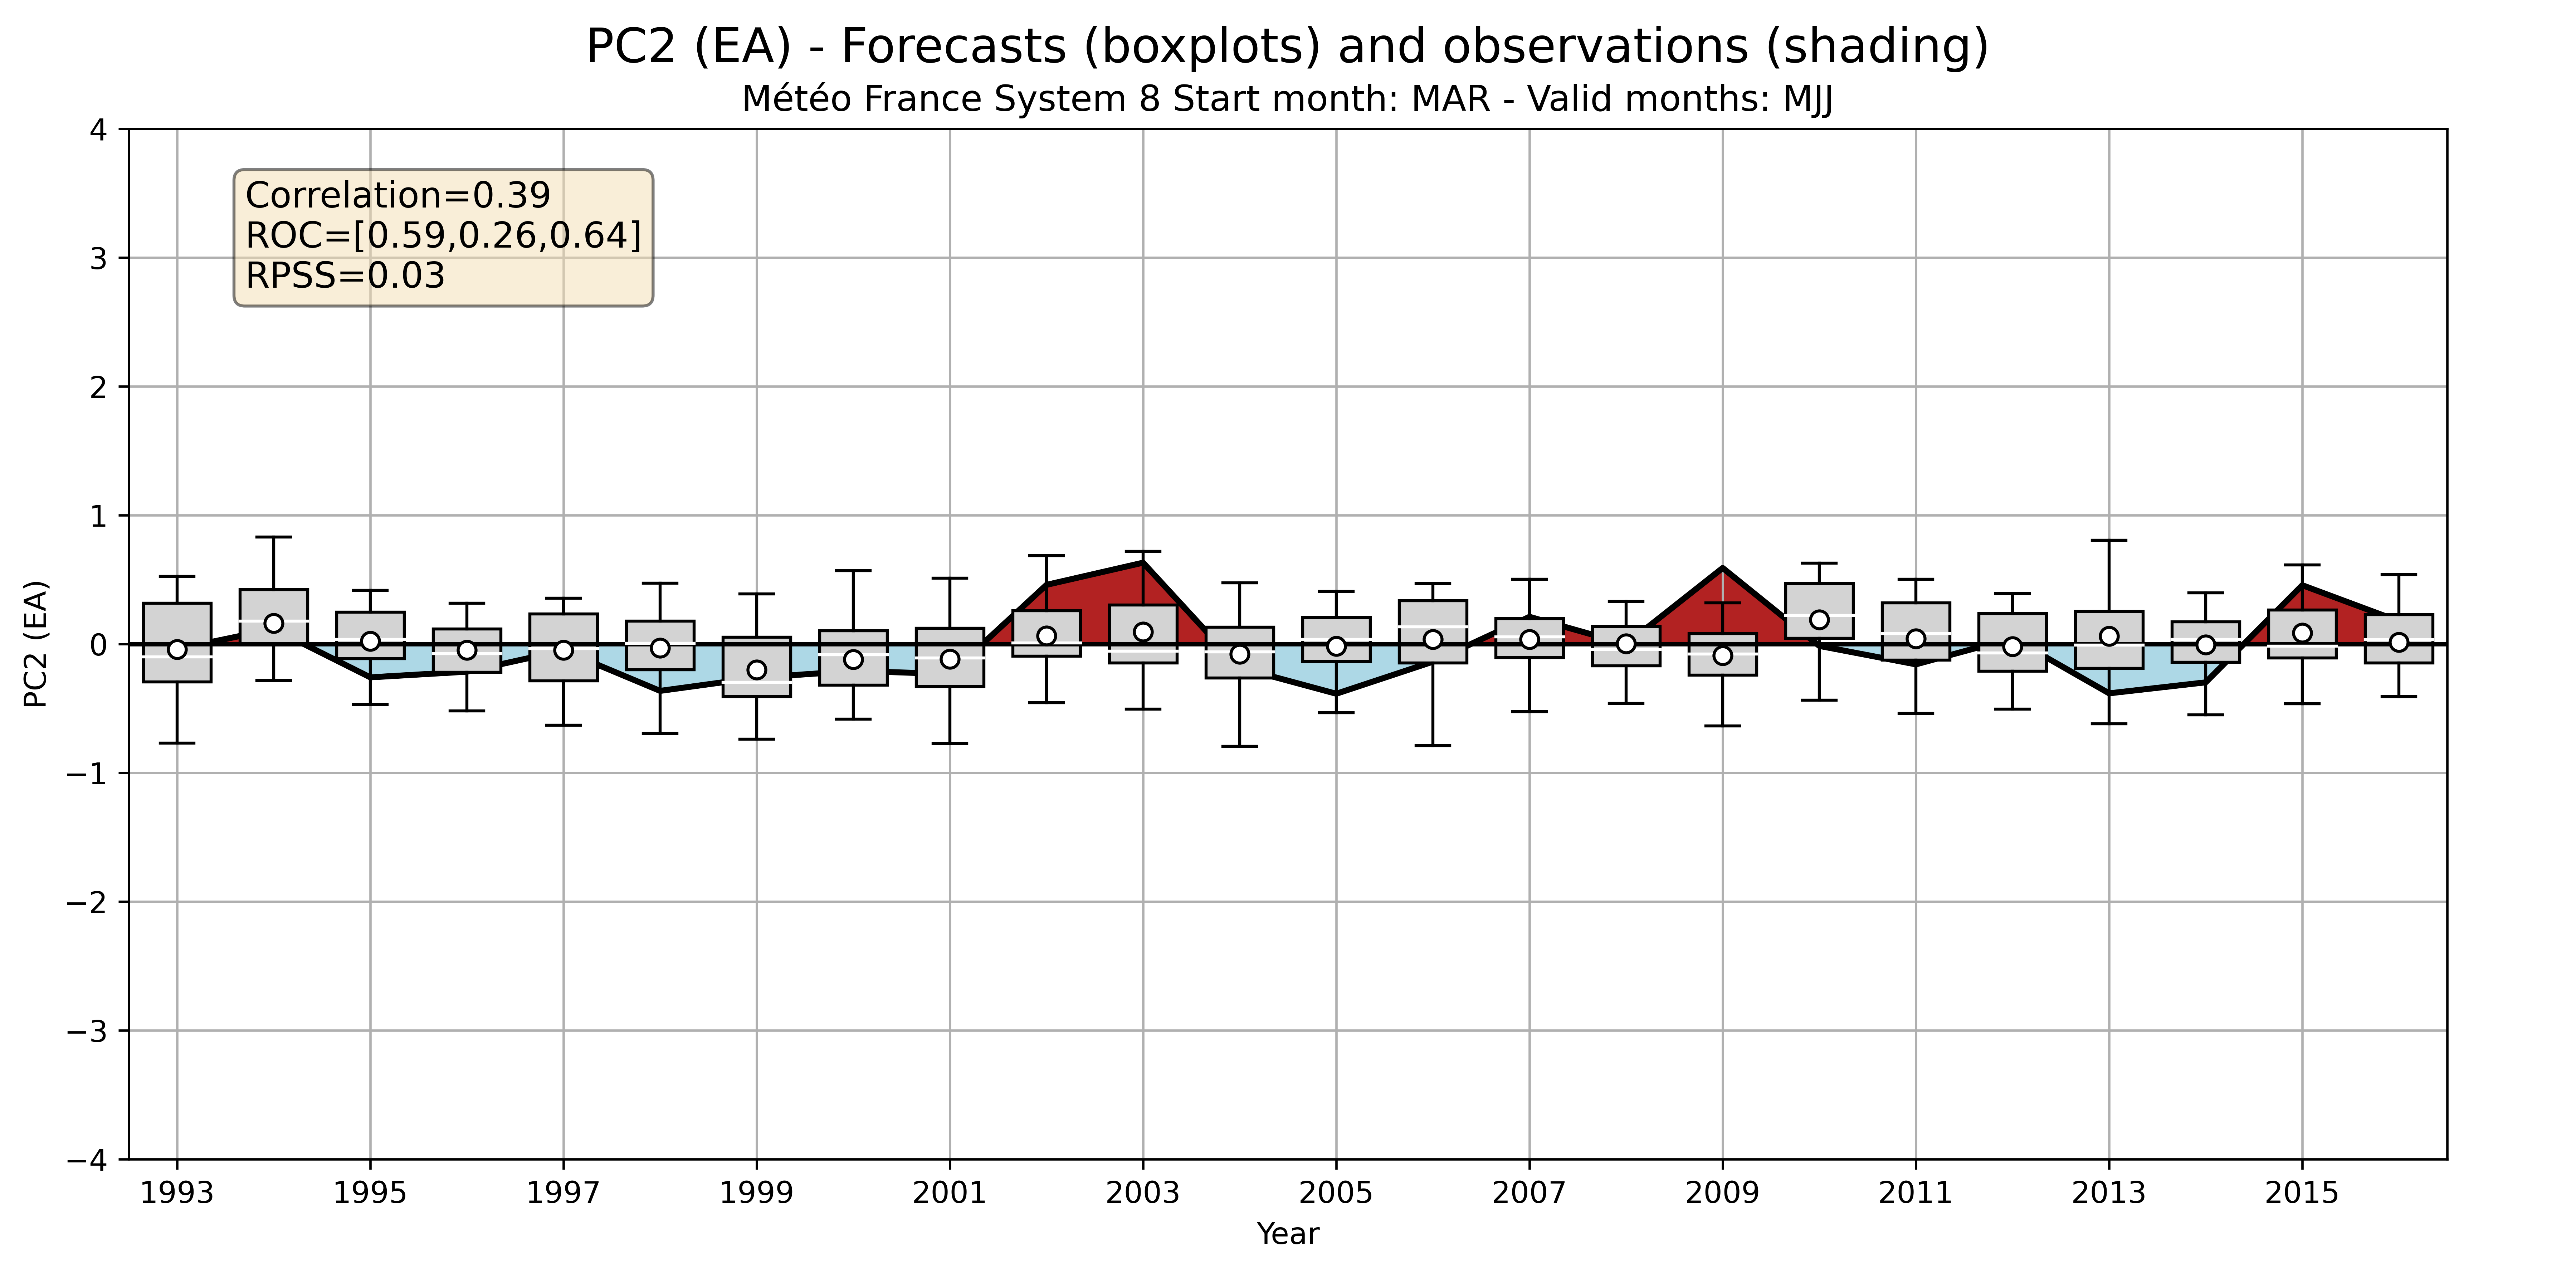 PC2 (EA) - Forecasts (boxplots) and observations (shading)
Météo France System 8 Start month: MAR - Valid months: MJJ
Correlation=0.39
ROC=[0.59,0.26,0.64]
RPSS=0.03
PC2 (EA)
4
3
2
1
0
−1
−2
−3
−4
1993 1995 1997 1999 2001 2003 2005 2007 2009 2011 2013 2015
Year